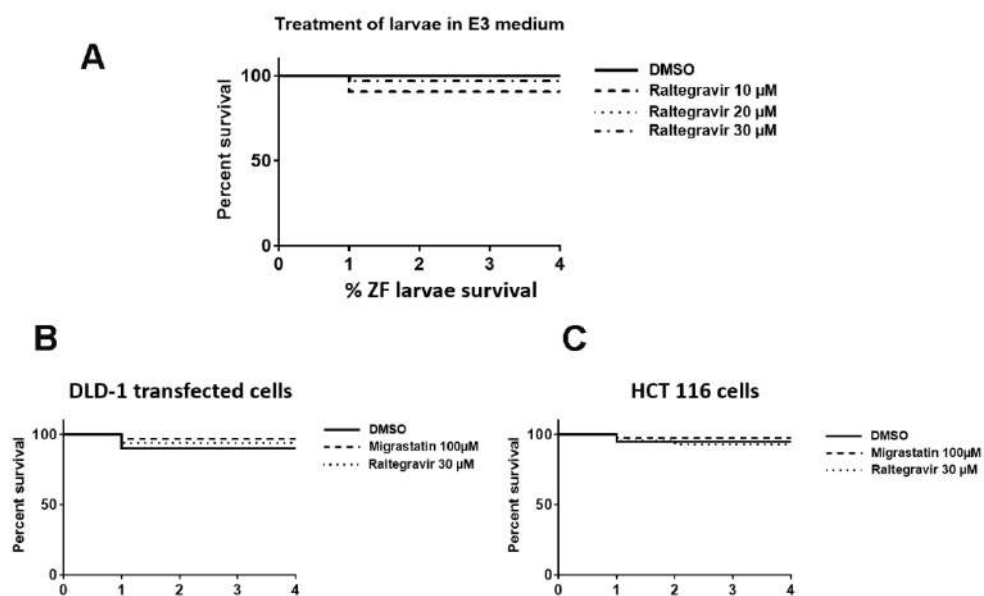 Treatment of larvae in E3 medium
A
Percent survival
100
50
0
0 1 2 3 4
% ZF larvae survival
DMSO
Raltegravir 10 µM
Raltegravir 20 µM
Raltegravir 30 µM
B
DLD-1 transfected cells
Percent survival
100
50
0
0 1 2 3 4
DMSO
Migrastatin 100µM
Raltegravir 30 µM
C
HCT 116 cells
Percent survival
100
50
0
0 1 2 3 4
DMSO
Migrastatin 100µM
Raltegravir 30 µM